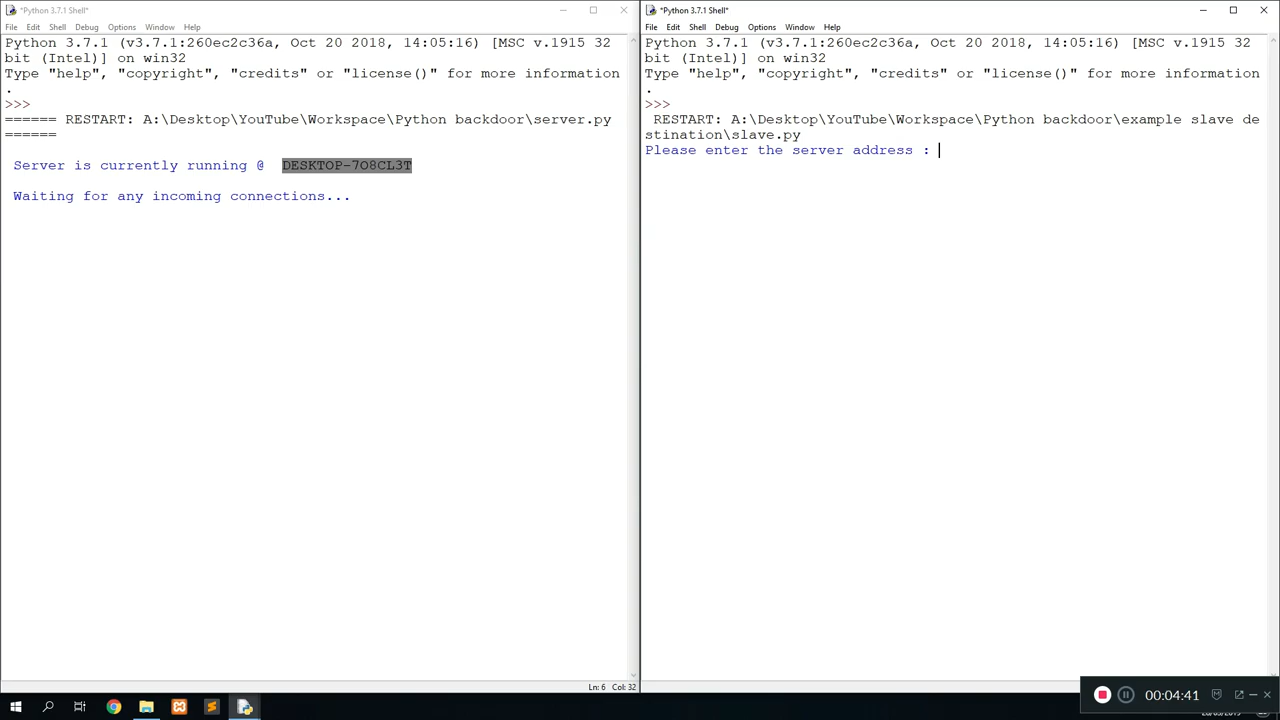 *Python 3.7.1 Shell*
File Edit Shell Debug Options Window Help
Python 3.7.1 (v3.7.1:260ec2c36a, Oct 20 2018, 14:05:16) [MSC v.1915 32
bit (Intel)] on win32
Type "help", "copyright", "credits" or "license()" for more information
.
>>>
====== RESTART: A:\Desktop\YouTube\Workspace\Python backdoor\server.py
======
Server is currently running @ DESKTOP-7O8CL3T
Waiting for any incoming connections...
Ln: 6 Col: 32
*Python 3.7.1 Shell*
File Edit Shell Debug Options Window Help
Python 3.7.1 (v3.7.1:260ec2c36a, Oct 20 2018, 14:05:16) [MSC v.1915 32
bit (Intel)] on win32
Type "help", "copyright", "credits" or "license()" for more information
.
>>>
RESTART: A:\Desktop\YouTube\Workspace\Python backdoor\example slave de
stination\slave.py
Please enter the server address :
00:04:41